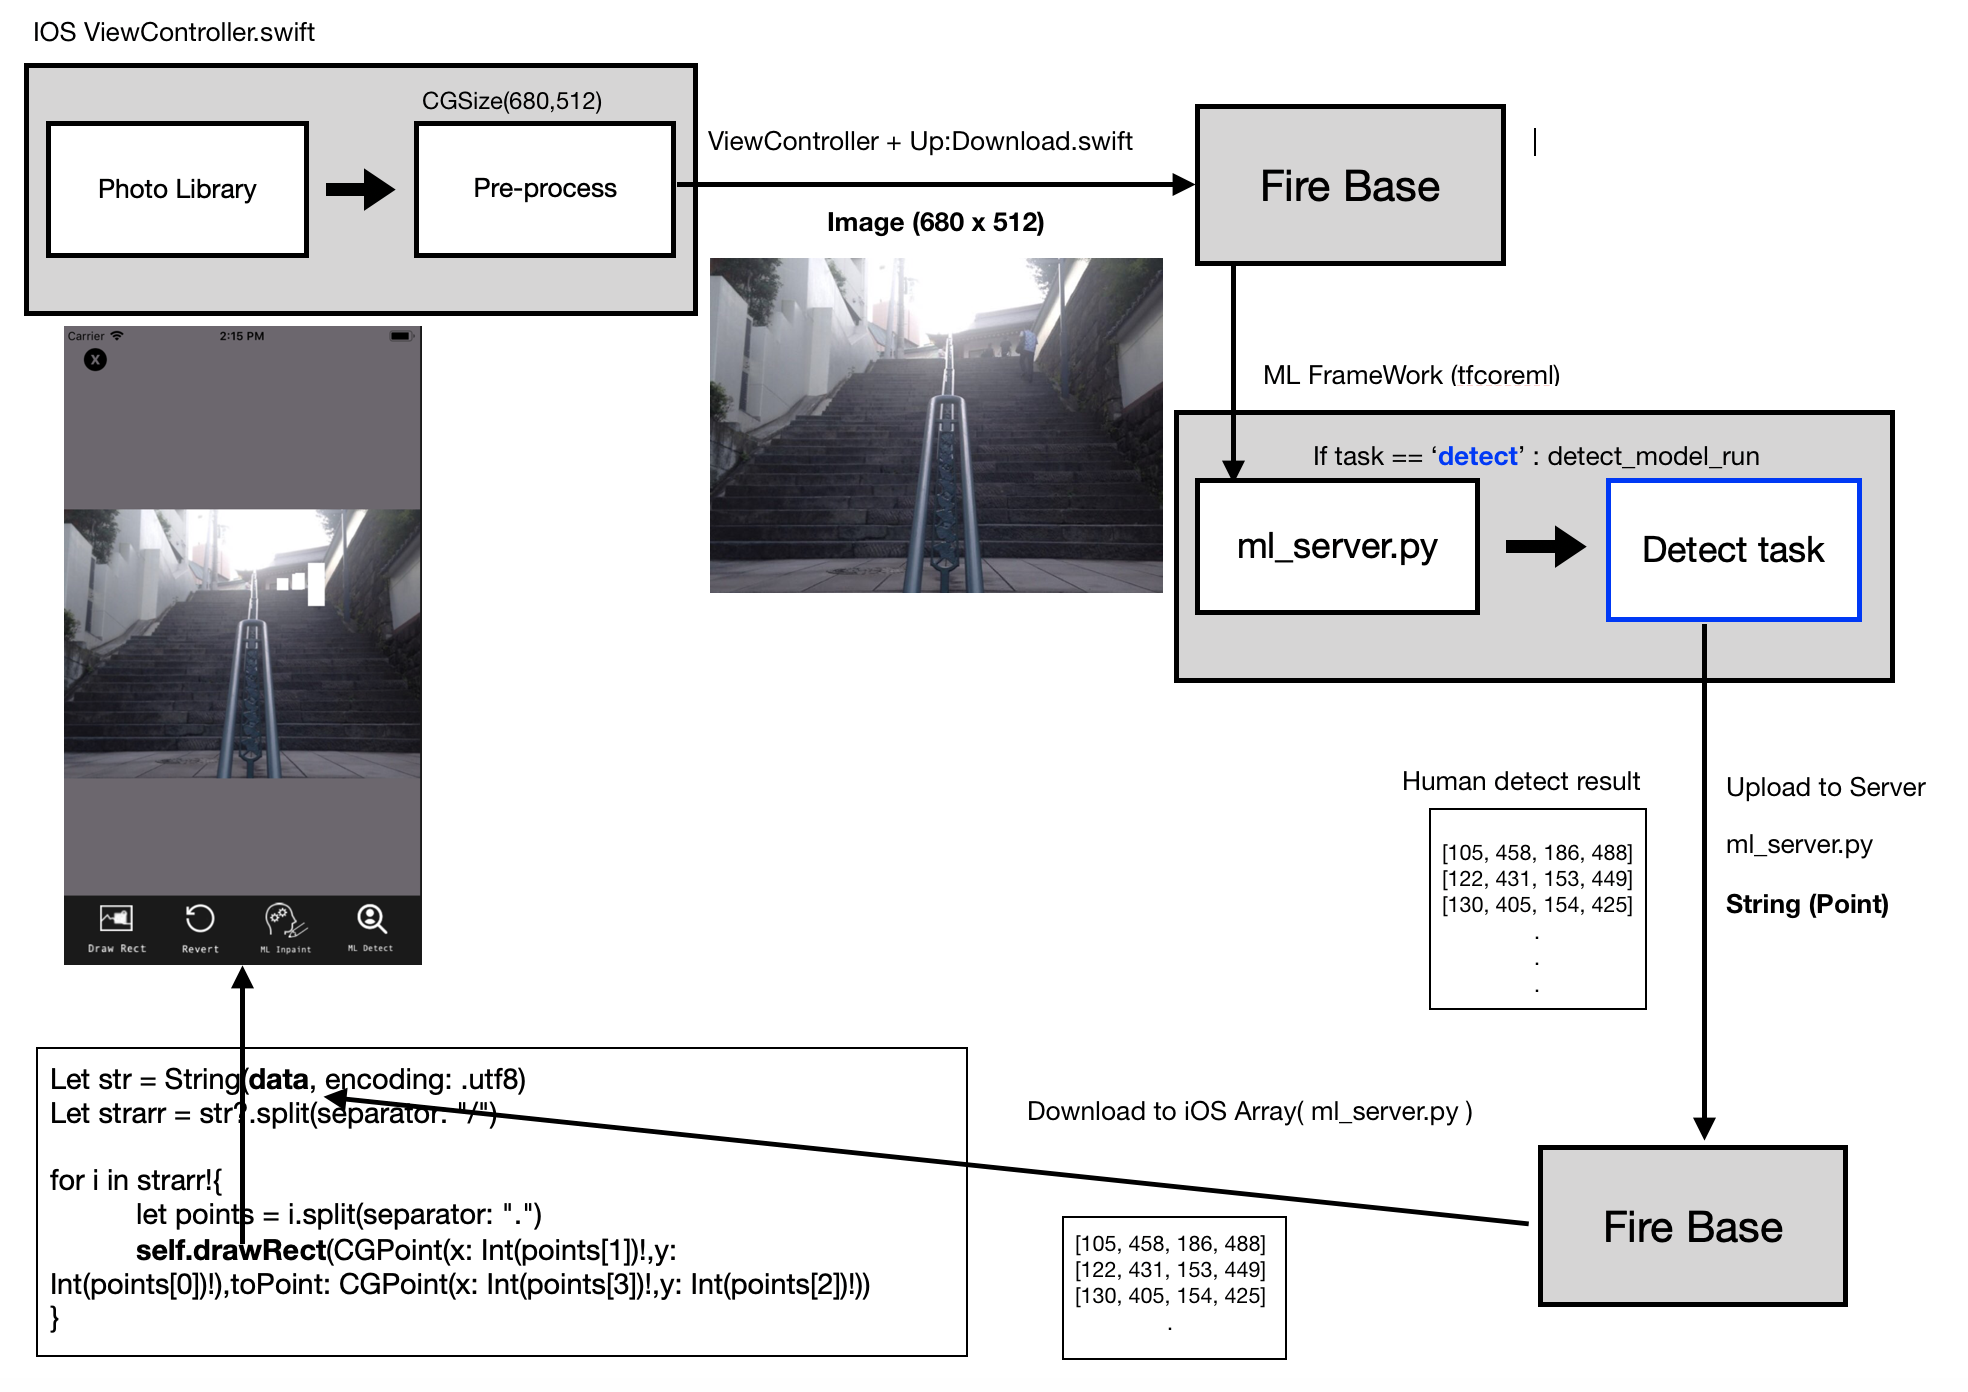 IOS ViewController.swift
CGSize(680,512)
Photo Library
Pre-process
ViewController + Up:Download.swift
Image (680 x 512)
Fire Base
Carrier
2:15 PM
X
ML FrameWork (tfcoreml)
If task == ‘detect’ : detect_model_run
ml_server.py
Detect task
Draw Rect
Revert
ML Inpaint
ML Detect
Human detect result
[105, 458, 186, 488]
[122, 431, 153, 449]
[130, 405, 154, 425]
.
.
.
Upload to Server
ml_server.py
String (Point)
Let str = String(data, encoding: .utf8)
Let strarr = str?.split(separator: "/")
for i in strarr!{
let points = i.split(separator: ".")
self.drawRect(CGPoint(x: Int(points[1])!,y:
Int(points[0])!),toPoint: CGPoint(x: Int(points[3])!,y: Int(points[2])!))
}
Download to iOS Array( ml_server.py )
[105, 458, 186, 488]
[122, 431, 153, 449]
[130, 405, 154, 425]
.
Fire Base